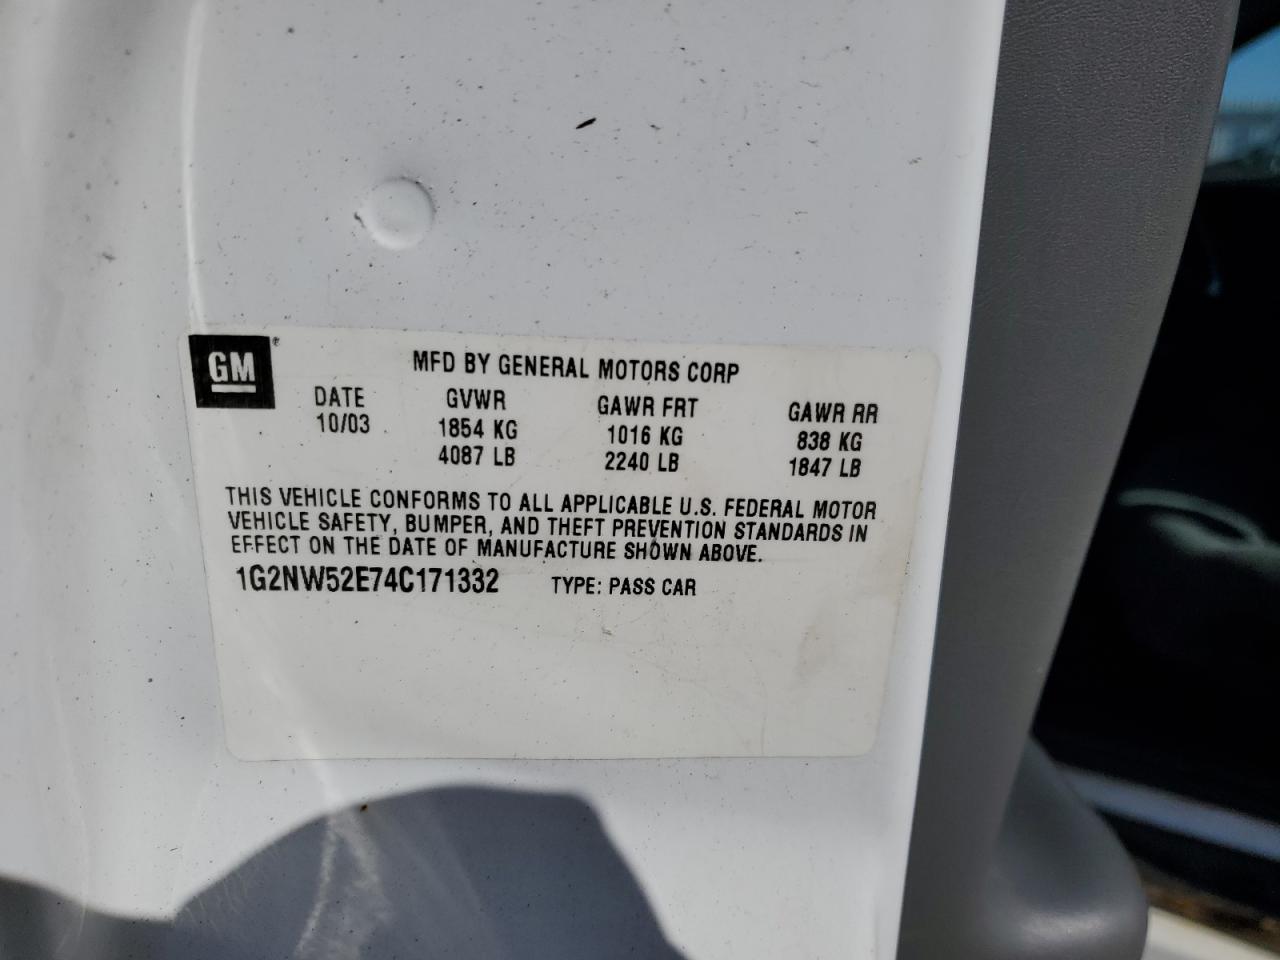 GM
MFD BY GENERAL MOTORS CORP
DATE GVWR GAWR FRT GAWR RR
10/03 1854 KG 1016 KG 838 KG
4087 LB 2240 LB 1847 LB
THIS VEHICLE CONFORMS TO ALL APPLICABLE U.S. FEDERAL MOTOR
VEHICLE SAFETY, BUMPER, AND THEFT PREVENTION STANDARDS IN
EFFECT ON THE DATE OF MANUFACTURE SHOWN ABOVE.
1G2NW52E74C171332 TYPE: PASS CAR